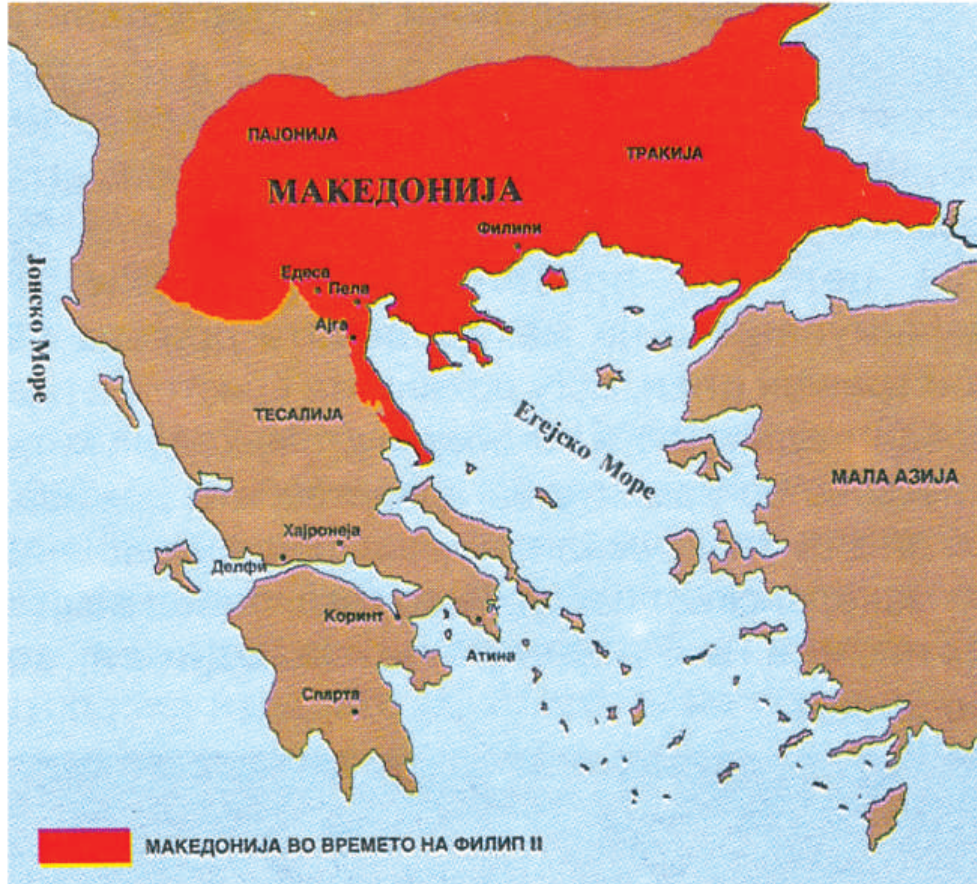 ПАЈОНИЈА
ТРАКИЈА
МАКЕДОНИЈА
Филипи
Едеса
Пела
Ајга
Јонско Море
ТЕСАЛИЈА
Егејско Море
МАЛА АЗИЈА
Хајронеја
Делфи
Коринт
Атина
Спарта
МАКЕДОНИЈА ВО ВРЕМЕТО НА ФИЛИП II